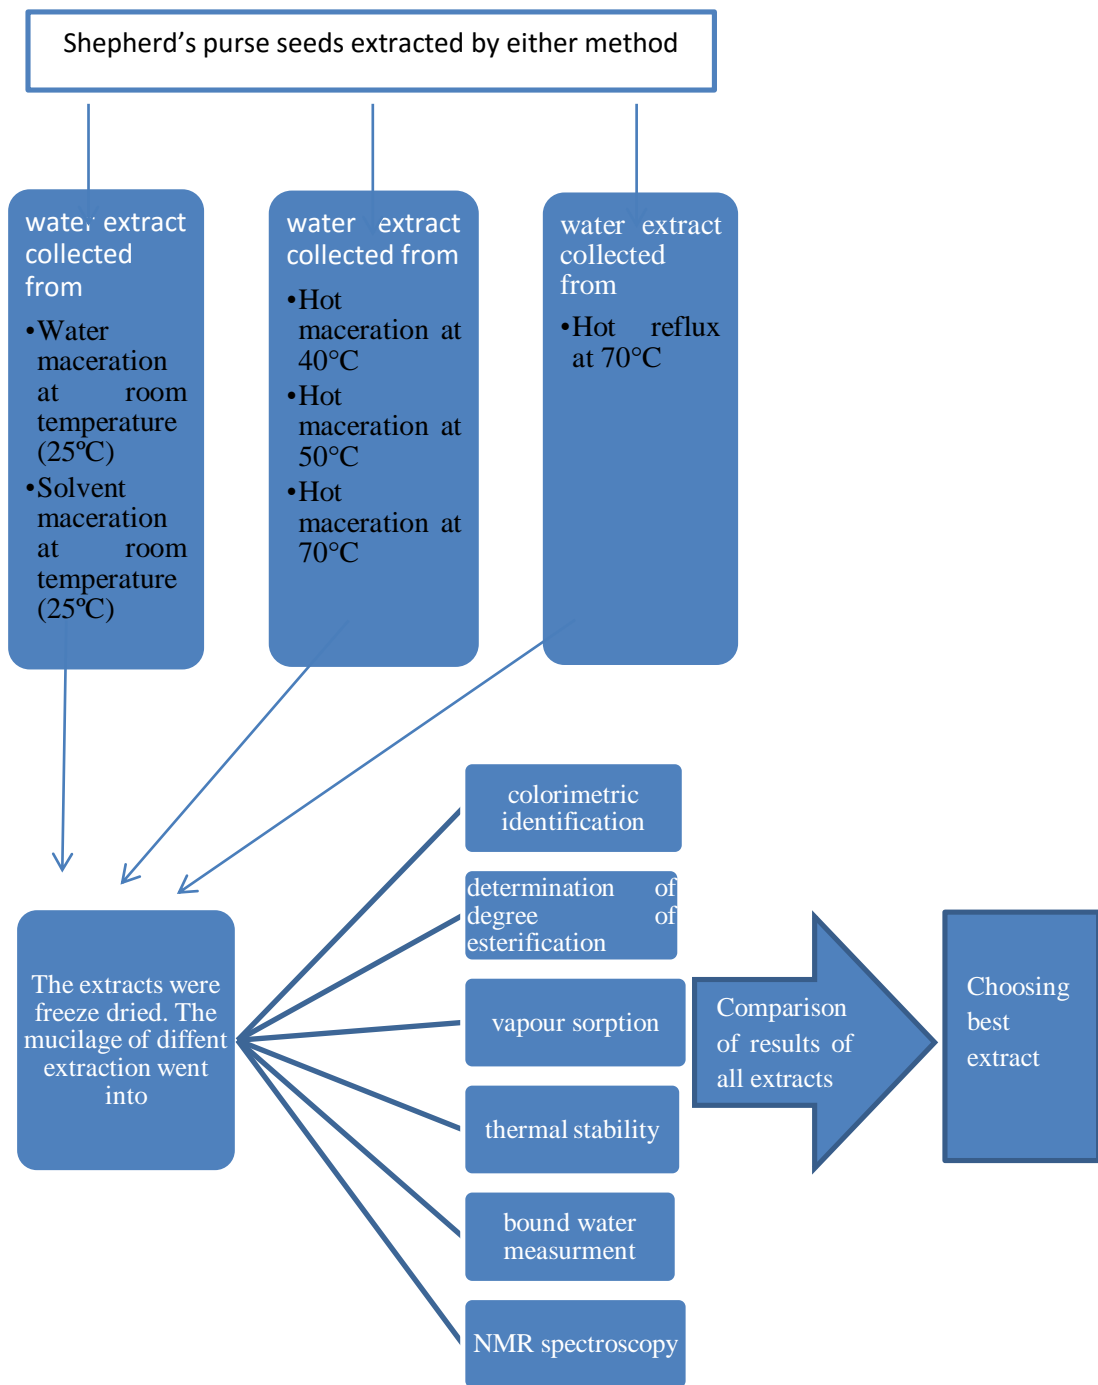 Shepherd’s purse seeds extracted by either method
water extract
collected
from
•Water
maceration
at room
temperature
(25ºC)
•Solvent
maceration
at room
temperature
(25ºC)
water extract
collected from
•Hot
maceration at
40°C
•Hot
maceration at
50°C
•Hot
maceration at
70°C
water extract
collected
from
•Hot reflux
at 70°C
The extracts were
freeze dried. The
mucilage of diffent
extraction went
into
colorimetric
identification
determination of
degree of
esterification
vapour sorption
thermal stability
bound water
measurment
NMR spectroscopy
Comparison
of results of
all extracts
Choosing
best
extract